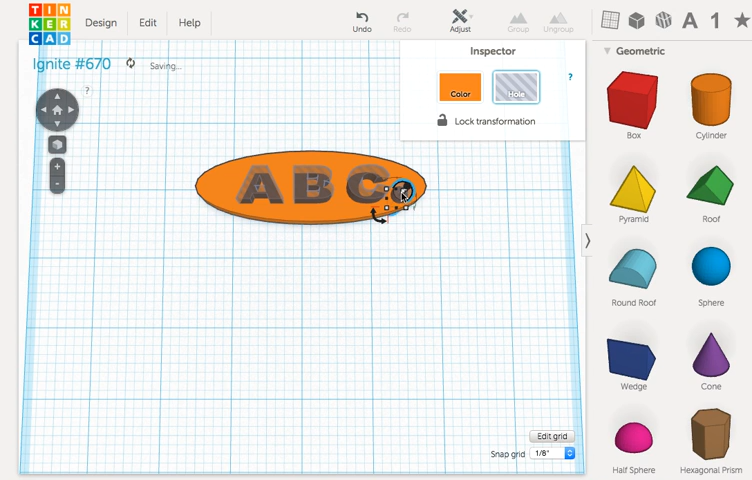 TIN
KER
CAD
Design
Edit
Help
Undo
Redo
Adjust
Group
Ungroup
A 1
Ignite #670
Saving...
?
Inspector
Color
Hole
?
Lock transformation
+
-
A B C
Geometric
Box
Cylinder
Pyramid
Roof
Round Roof
Sphere
Wedge
Cone
Half Sphere
Hexagonal Prism
Edit grid
Snap grid 1/8"